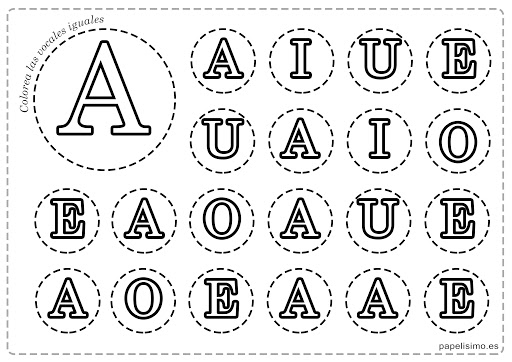 Colorea las vocales iguales
A
A I U E
U A I O
E A O A U E
A O E A A E
papelisimo.es